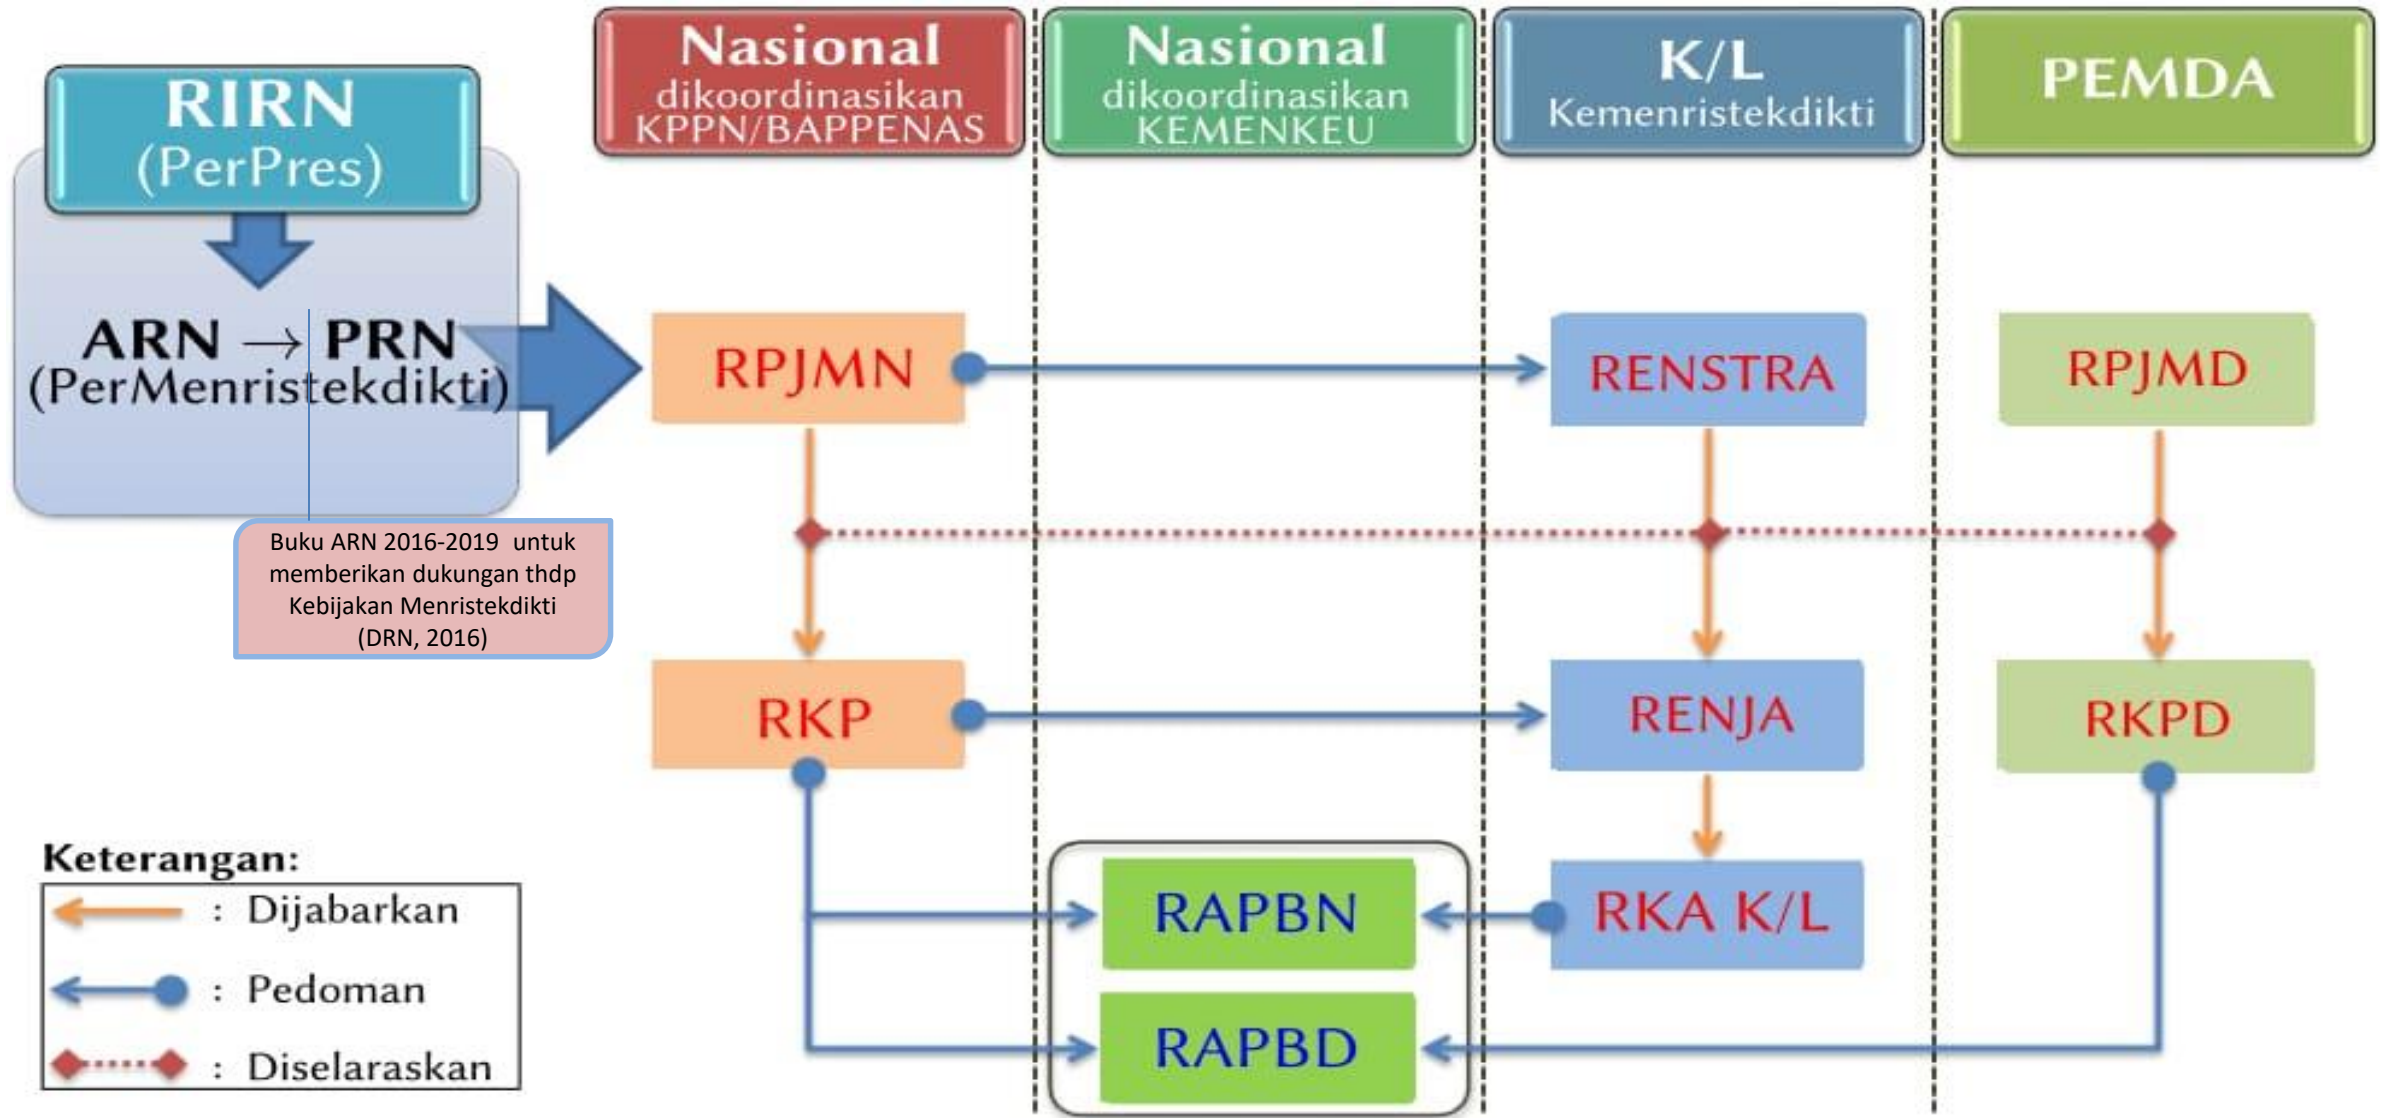 RIRN
(PerPres)
ARN → PRN
(PerMenristekdikti)
Buku ARN 2016-2019 untuk
memberikan dukungan thdp
Kebijakan Menristekdikti
(DRN, 2016)
Nasional
dikoordinasikan
KPPN/BAPPENAS
Nasional
dikoordinasikan
KEMENKEU
K/L
Kemenristekdikti
PEMDA
RPJMN
RENSTRA
RPJMD
RKP
RENJA
RKPD
RAPBN
RKA K/L
RAPBD
Keterangan:
: Dijabarkan
: Pedoman
: Diselaraskan